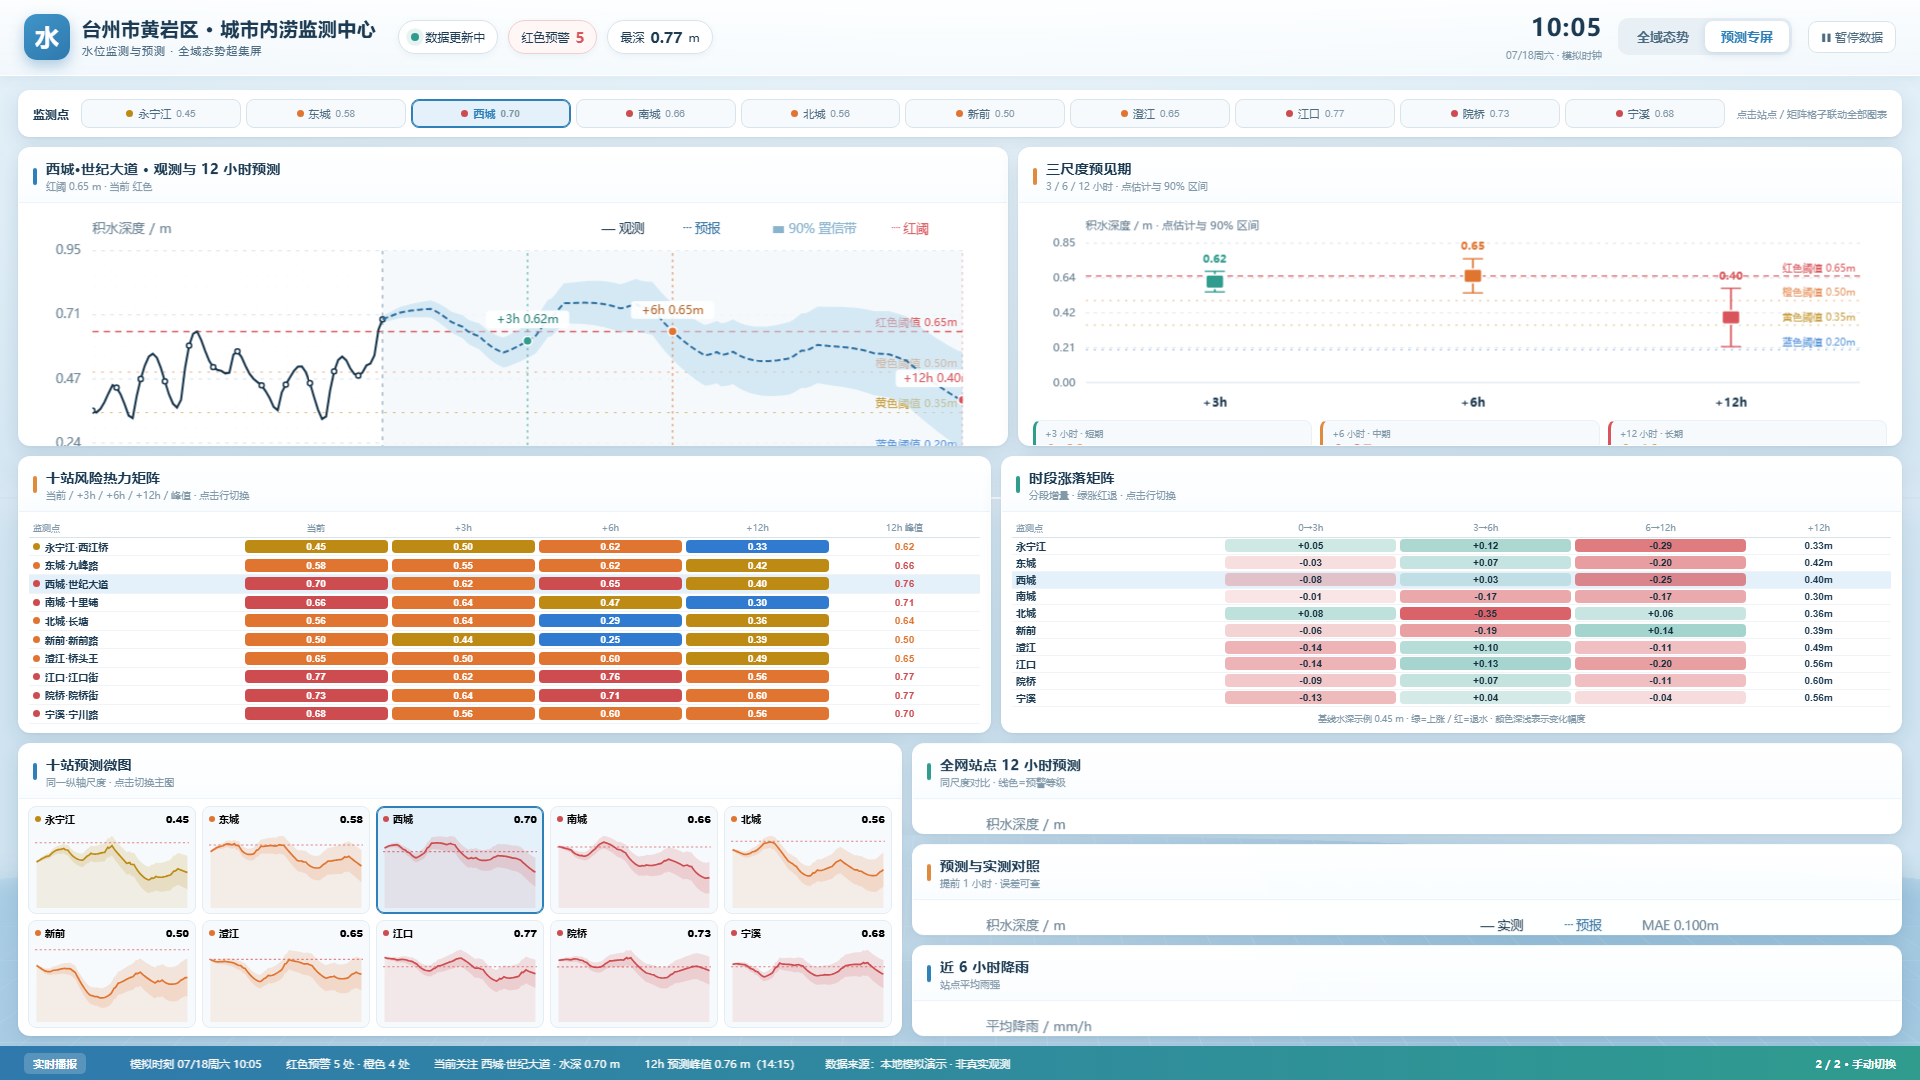 水
台州市黄岩区 • 城市内涝监测中心
水位监测与预测 · 全域态势超集屏
数据更新中
红色预警 5
最深 0.77 m
10:05
07/18周六 · 模拟时钟
全域态势
预测专屏
暂停数据
监测点
永宁江 0.45
东城 0.58
西城 0.70
南城 0.66
北城 0.56
新前 0.50
澄江 0.65
江口 0.77
院桥 0.73
宁溪 0.68
点击站点 / 矩阵格子联动全部图表
西城•世纪大道 • 观测与 12 小时预测
红阈 0.65 m · 当前 红色
积水深度 / m
观测
预报
90% 置信带
红阈
0.95
0.71
0.47
0.24
+3h 0.62m
+6h 0.65m
+12h 0.40
红色阈值 0.65m
橙色阈值 0.50m
黄色阈值 0.35m
蓝色阈值 0.20m
三尺度预见期
3 / 6 / 12 小时 · 点估计与 90% 区间
积水深度 / m · 点估计与 90% 区间
0.85
0.64
0.42
0.21
0.00
0.62
0.65
0.40
红色阈值 0.65m
橙色阈值 0.50m
黄色阈值 0.35m
蓝色阈值 0.20m
+3h
+6h
+12h
+3 小时 · 短期
+6 小时 · 中期
+12 小时 · 长期
十站风险热力矩阵
当前 / +3h / +6h / +12h / 峰值 · 点击行切换
监测点 当前 +3h +6h +12h 12h 峰值
永宁江·西江桥 0.45 0.50 0.62 0.33 0.62
东城·九峰路 0.58 0.55 0.62 0.42 0.66
西城·世纪大道 0.70 0.62 0.65 0.40 0.76
南城·十里铺 0.66 0.64 0.47 0.30 0.71
北城·长塘 0.56 0.64 0.29 0.36 0.64
新前·新前路 0.50 0.44 0.25 0.39 0.50
澄江·桥头王 0.65 0.50 0.60 0.49 0.65
江口·江口街 0.77 0.62 0.76 0.56 0.77
院桥·院桥街 0.73 0.64 0.71 0.60 0.77
宁溪·宁川路 0.68 0.56 0.60 0.56 0.70
时段涨落矩阵
分段增量 · 绿涨红退 · 点击行切换
监测点 0→3h 3→6h 6→12h +12h
永宁江 +0.05 +0.12 -0.29 0.33m
东城 -0.03 +0.07 -0.20 0.42m
西城 -0.08 +0.03 -0.25 0.40m
南城 -0.01 -0.17 -0.17 0.30m
北城 +0.08 -0.35 +0.06 0.36m
新前 -0.06 -0.19 +0.14 0.39m
澄江 -0.14 +0.10 -0.11 0.49m
江口 -0.14 +0.13 -0.20 0.56m
院桥 -0.09 +0.07 -0.11 0.60m
宁溪 -0.13 +0.04 -0.04 0.56m
基线水深示例 0.45 m · 绿=上涨 / 红=退水 · 颜色深浅表示变化幅度
十站预测微图
同一纵轴尺度 · 点击切换主图
永宁江 0.45
东城 0.58
西城 0.70
南城 0.66
北城 0.56
新前 0.50
澄江 0.65
江口 0.77
院桥 0.73
宁溪 0.68
全网站点 12 小时预测
同尺度对比 · 线色=预警等级
积水深度 / m
预测与实测对照
提前 1 小时 · 误差可查
积水深度 / m
实测
预报
MAE 0.100m
近 6 小时降雨
站点平均雨强
平均降雨 / mm/h
实时播报
模拟时刻 07/18周六 10:05
红色预警 5 处 · 橙色 4 处
当前关注 西城·世纪大道 · 水深 0.70 m
12h 预测峰值 0.76 m（14:15）
数据来源：本地模拟演示 · 非真实观测
2 / 2 • 手动切换